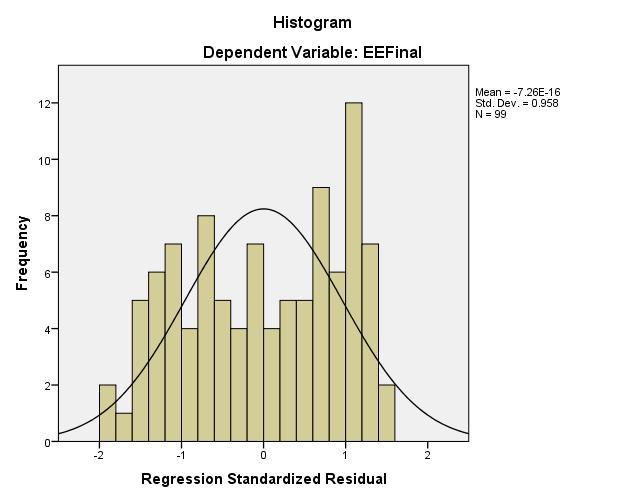 Histogram
Dependent Variable: EEFinal
Mean = -7.26E-16
Std. Dev. = 0.958
N = 99
12
10
8
6
4
2
0
Frequency
-2 -1 0 1 2
Regression Standardized Residual